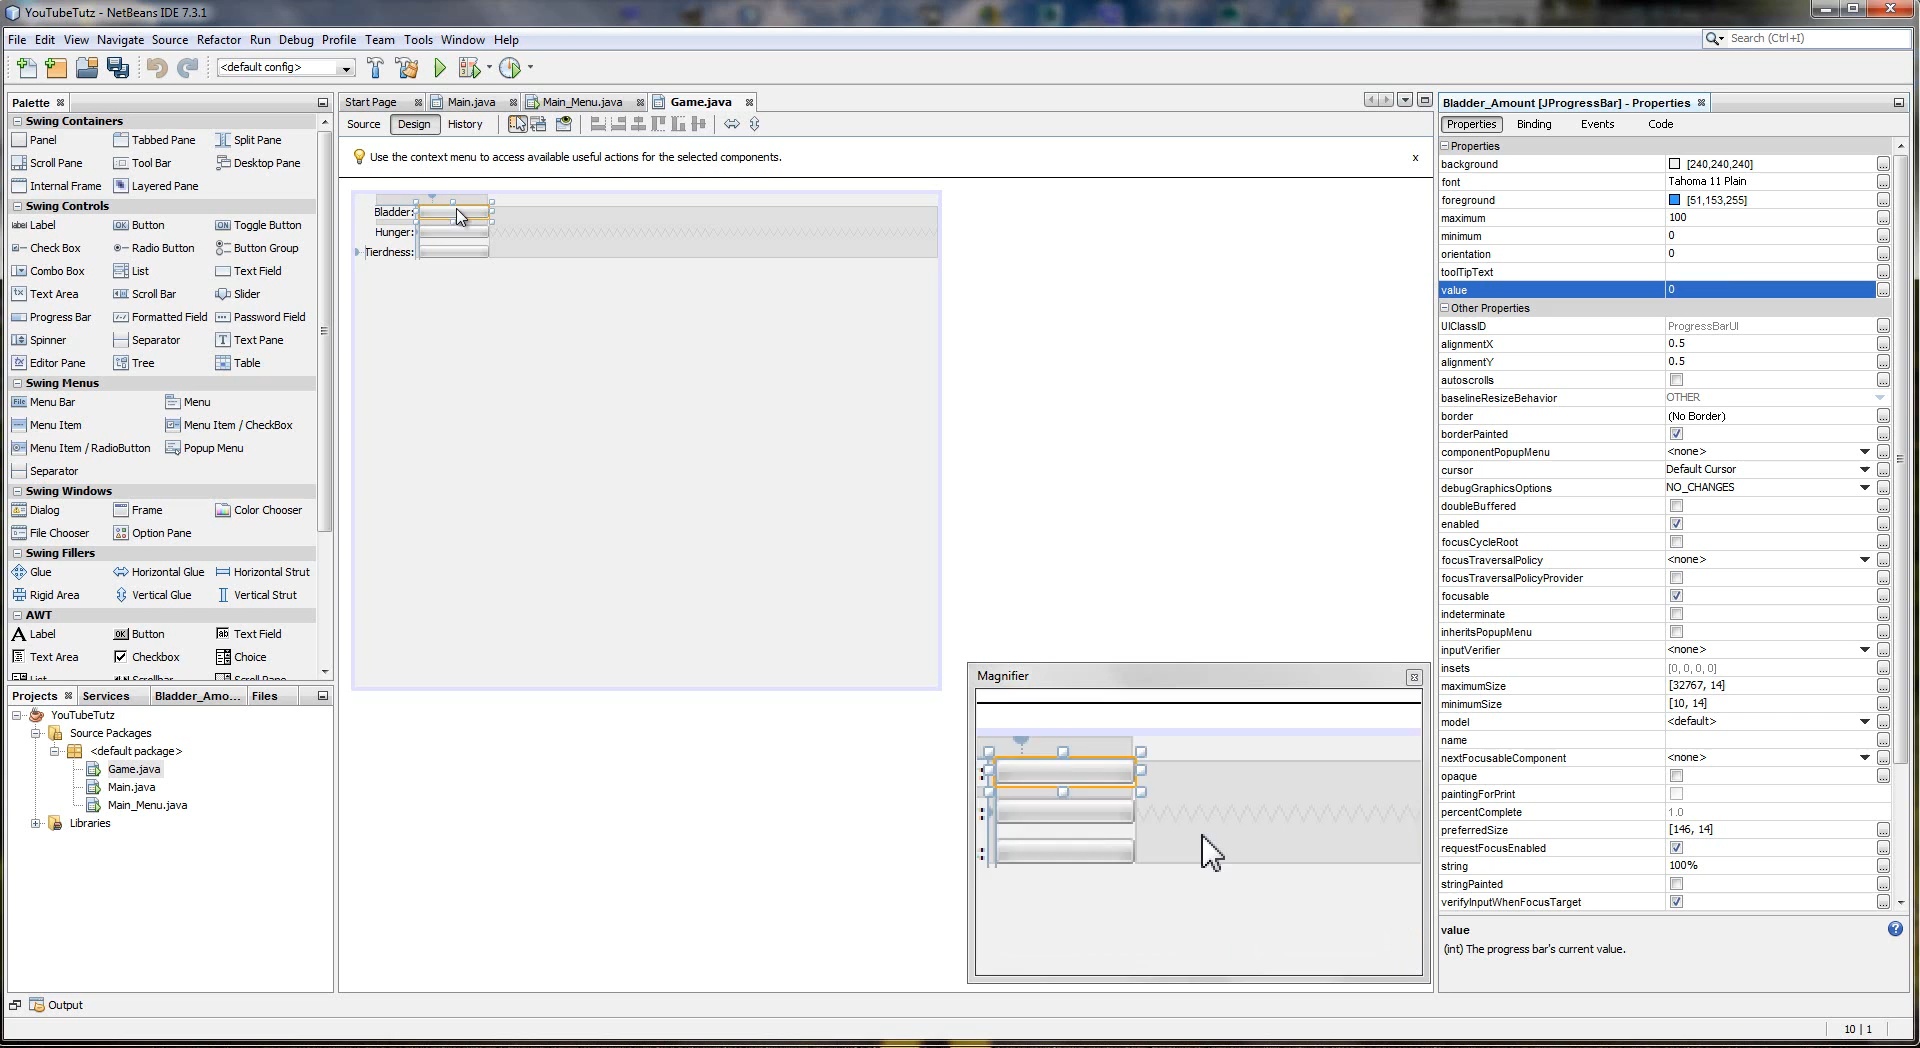 YouTubeTutz - NetBeans IDE 7.3.1
File Edit View Navigate Source Refactor Run Debug Profile Team Tools Window Help
Search (Ctrl+I)
<default config>
Palette
Swing Containers
Panel Tabbed Pane Split Pane
Scroll Pane Tool Bar Desktop Pane
Internal Frame Layered Pane
Swing Controls
label Label OK Button ON Toggle Button
Check Box Radio Button Button Group
Combo Box List Text Field
Text Area Scroll Bar Slider
Progress Bar Formatted Field Password Field
Spinner Separator Text Pane
Editor Pane Tree Table
Swing Menus
Menu Bar Menu
Menu Item Menu Item / CheckBox
Menu Item / RadioButton Popup Menu
Separator
Swing Windows
Dialog Frame Color Chooser
File Chooser Option Pane
Swing Fillers
Glue Horizontal Glue Horizontal Strut
Rigid Area Vertical Glue Vertical Strut
AWT
Label Button Text Field
Text Area Checkbox Choice
List Scrollbar Scroll Pane
Projects Services Bladder_Amo... Files
YouTubeTutz
Source Packages
<default package>
Game.java
Main.java
Main_Menu.java
Libraries
Output
Start Page Main.java Main_Menu.java Game.java
Source Design History
Use the context menu to access available useful actions for the selected components.
x
Bladder:
Hunger:
Tierdness:
Magnifier
Bladder_Amount [JProgressBar] - Properties
Properties Binding Events Code
Properties
background [240,240,240]
font Tahoma 11 Plain
foreground [51,153,255]
maximum 100
minimum 0
orientation 0
toolTipText
value 0
Other Properties
UIClassID ProgressBarUI
alignmentX 0.5
alignmentY 0.5
autoscrolls
baselineResizeBehavior OTHER
border (No Border)
borderPainted
componentPopupMenu <none>
cursor Default Cursor
debugGraphicsOptions NO_CHANGES
doubleBuffered
enabled
focusCycleRoot
focusTraversalPolicy <none>
focusTraversalPolicyProvider
focusable
indeterminate
inheritsPopupMenu
inputVerifier <none>
insets [0, 0, 0, 0]
maximumSize [32767, 14]
minimumSize [10, 14]
model <default>
name
nextFocusableComponent <none>
opaque
paintingForPrint
percentComplete 1.0
preferredSize [146, 14]
requestFocusEnabled
string 100%
stringPainted
verifyInputWhenFocusTarget
value
(int) The progress bar's current value.
10 | 1